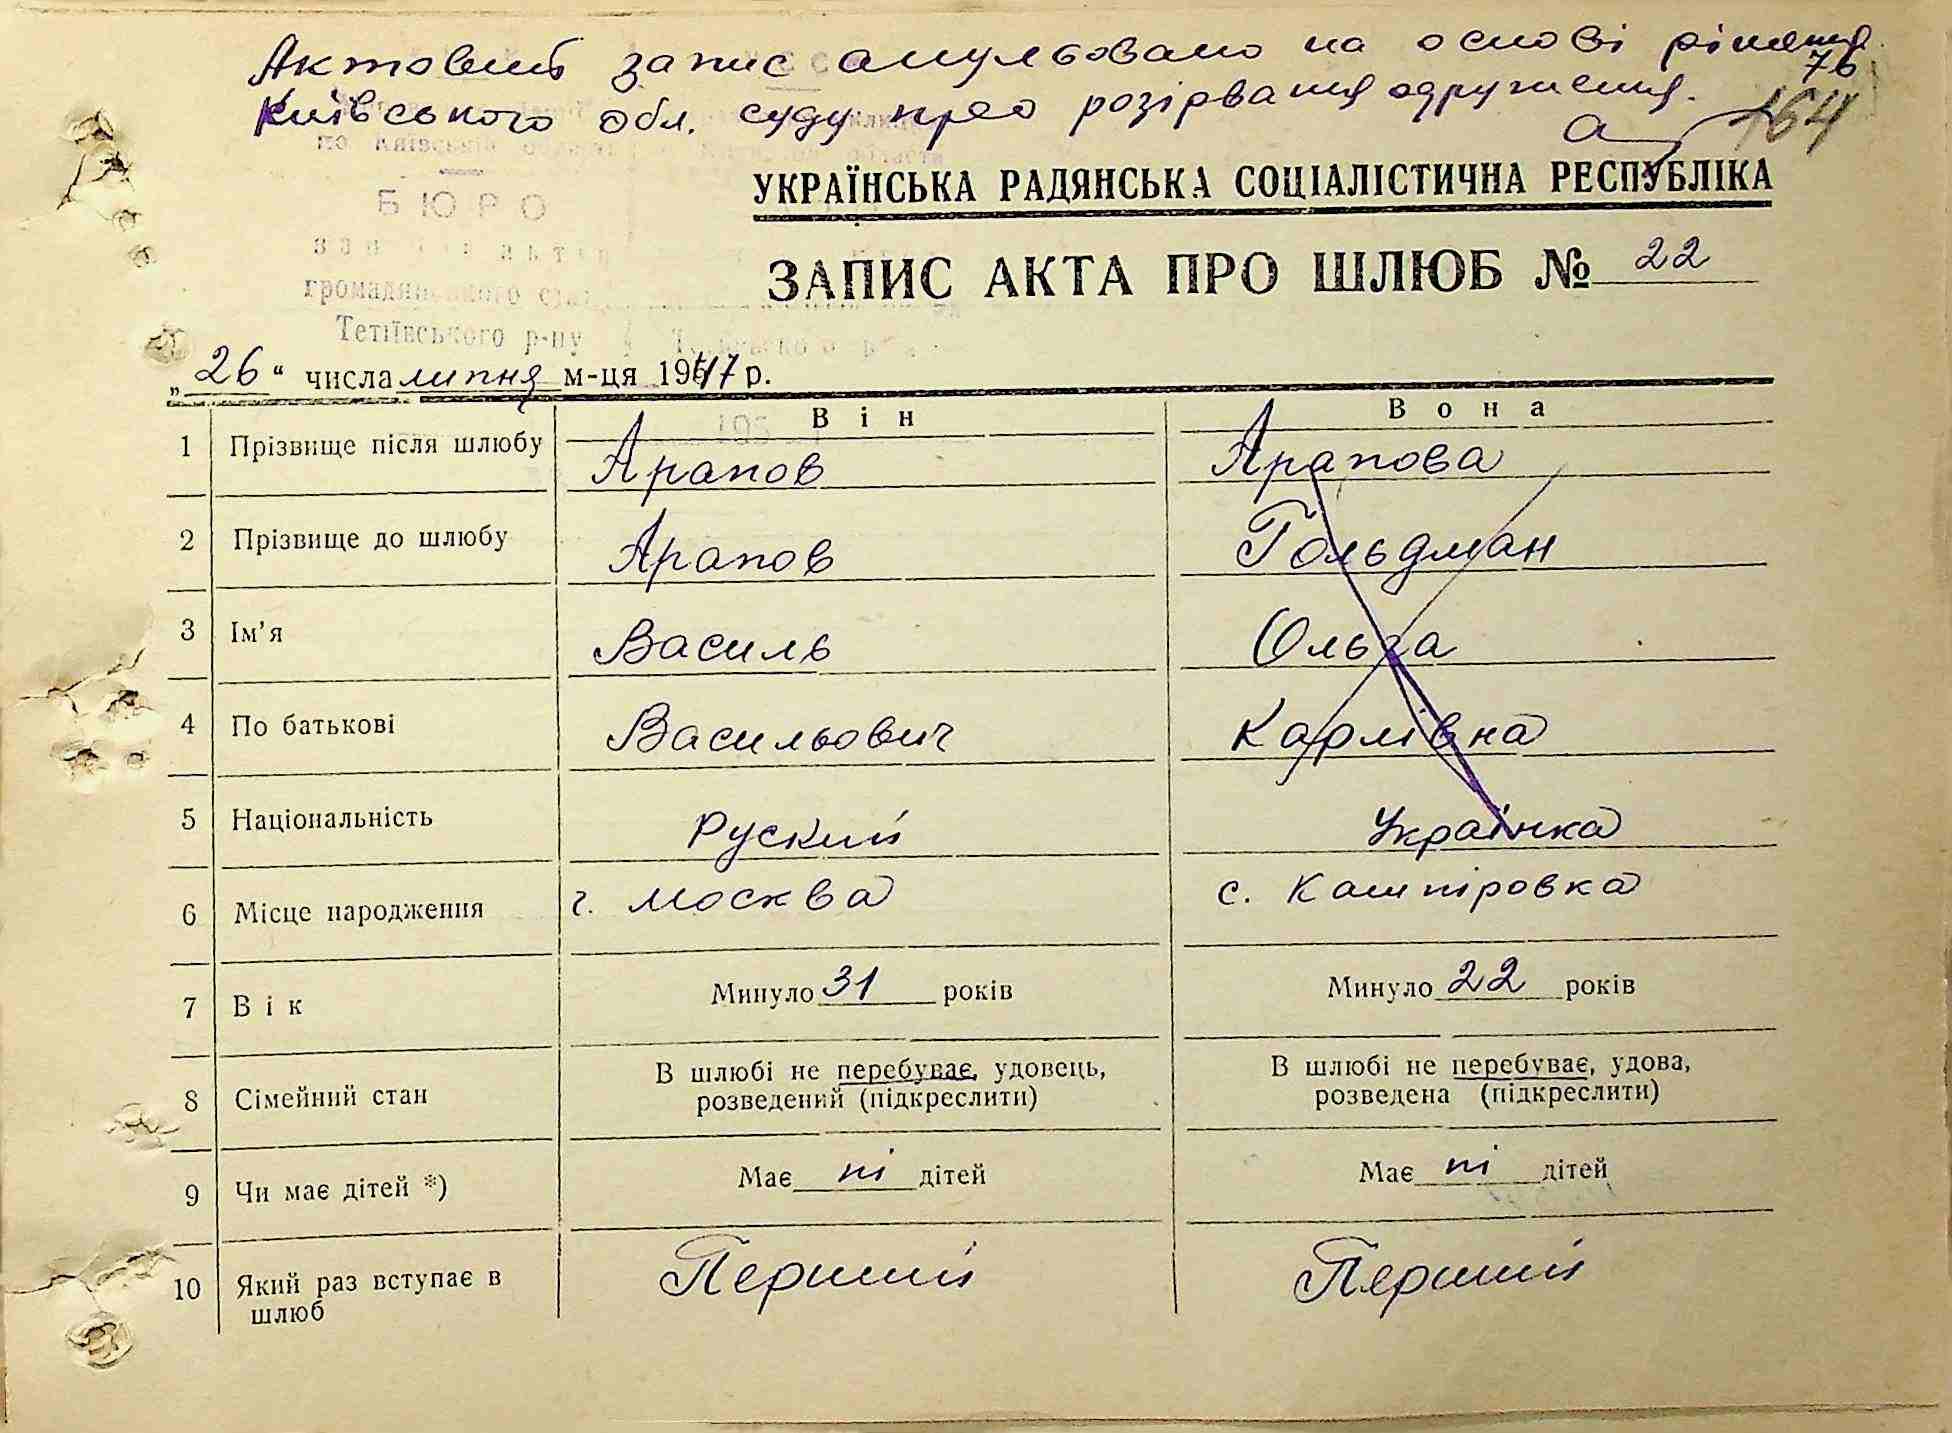 Актовий запис анульовано на основі рішення
76
Київського обл. суду про розірвання одруження.
164
БЮРО
громадянського
Тетіївського р-ну
УКРАЇНСЬКА РАДЯНСЬКА СОЦІАЛІСТИЧНА РЕСПУБЛІКА
ЗАПИС АКТА ПРО ШЛЮБ № 22
„26" числа липня м-ця 1947 р.
Він Вона
1 Прізвище після шлюбу Арапов Арапова
2 Прізвище до шлюбу Арапов Гольдман
3 Ім'я Василь Ольга
4 По батькові Васильович Карлівна
5 Національність Руский Українка
6 Місце народження г. Москва с. Кашпіровка
7 Вік Минуло 31 років Минуло 22 років
8 Сімейний стан В шлюбі не перебуває, удовець, розведений (підкреслити) В шлюбі не перебуває, удова, розведена (підкреслити)
9 Чи має дітей *) Має ні дітей Має ні дітей
10 Який раз вступає в шлюб Перший Перший